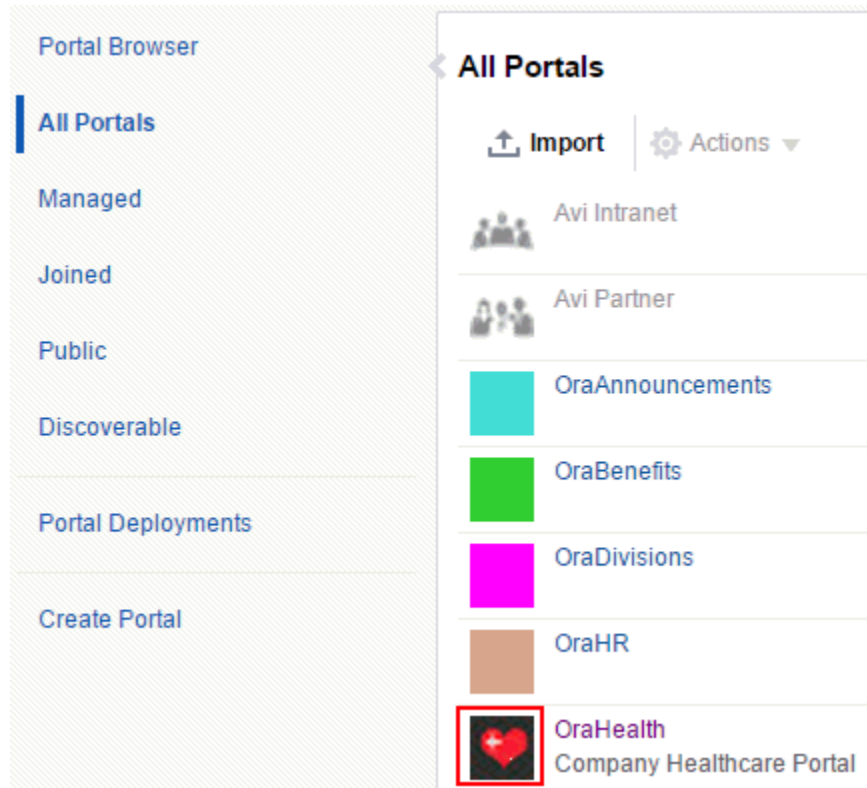 Portal Browser
All Portals
Managed
Joined
Public
Discoverable
Portal Deployments
Create Portal
All Portals
Import
Actions
Avi Intranet
Avi Partner
OraAnnouncements
OraBenefits
OraDivisions
OraHR
OraHealth
Company Healthcare Portal